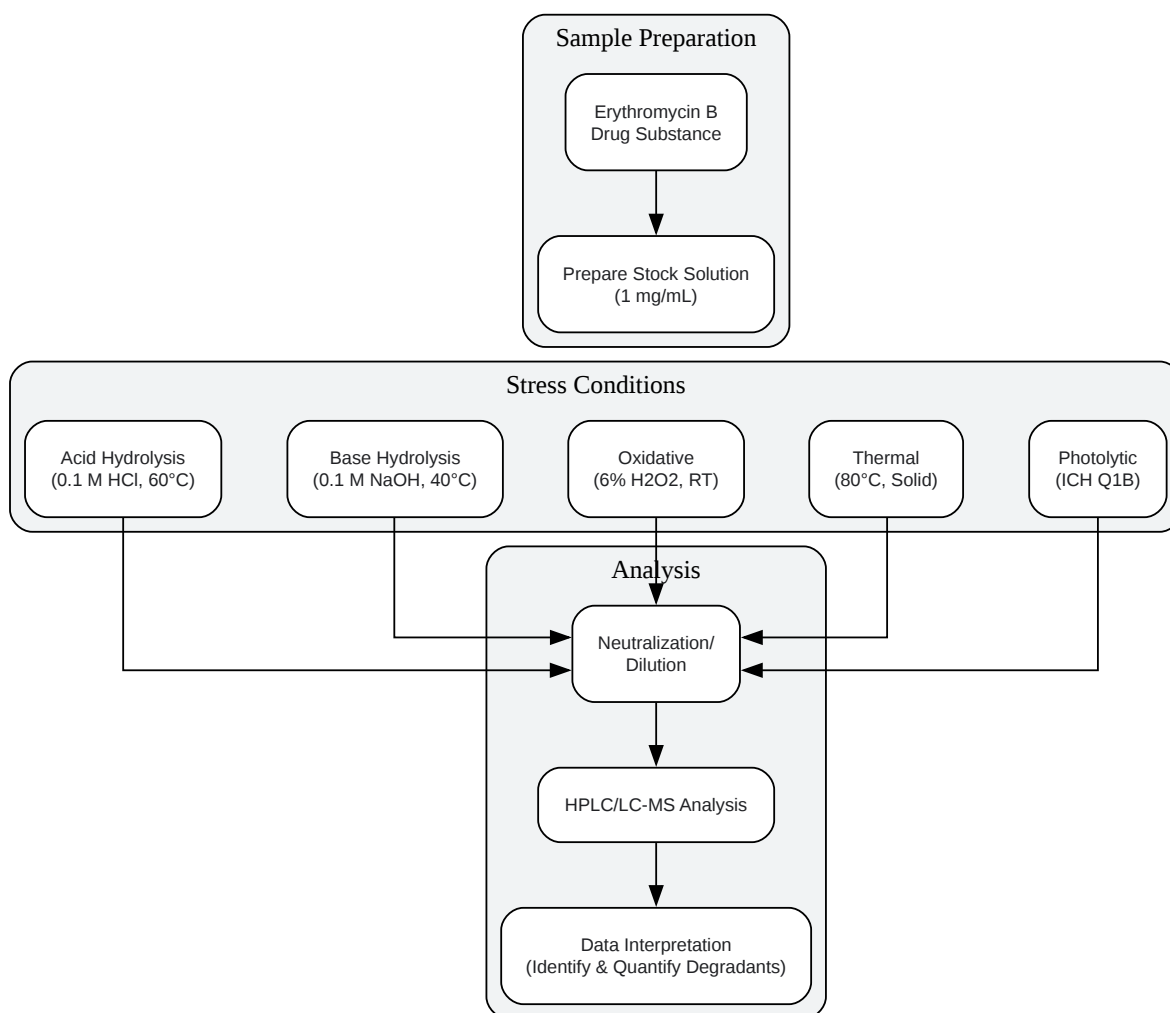 Sample Preparation
Erythromycin B
Drug Substance
Prepare Stock Solution
(1 mg/mL)
Stress Conditions
Acid Hydrolysis
(0.1 M HCl, 60°C)
Base Hydrolysis
(0.1 M NaOH, 40°C)
Oxidative
(6% H2O2, RT)
Thermal
(80°C, Solid)
Photolytic
(ICH Q1B)
Analysis
Neutralization/
Dilution
HPLC/LC-MS Analysis
Data Interpretation
(Identify & Quantify Degradants)